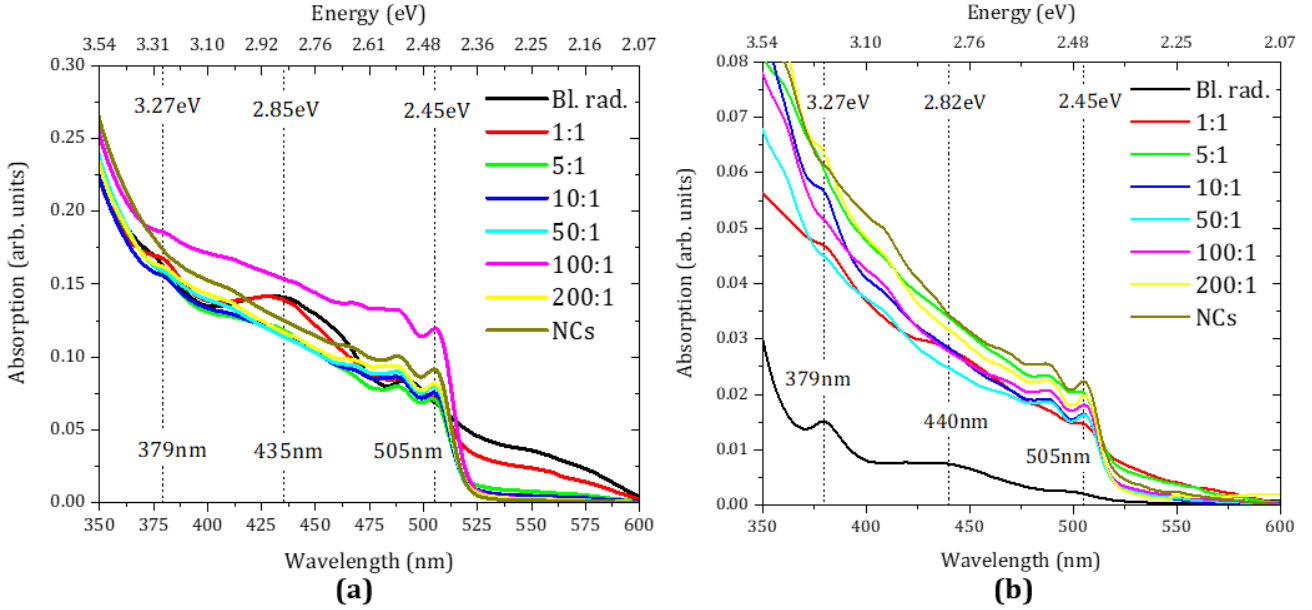 Energy (eV)
3.54 3.31 3.10 2.92 2.76 2.61 2.48 2.36 2.25 2.16 2.07
0.30
0.25
0.20
0.15
0.10
0.05
0.00
Absorption (arb. units)
3.27eV
2.85eV
2.45eV
Bl. rad.
1:1
5:1
10:1
50:1
100:1
200:1
NCs
379nm
435nm
505nm
350 375 400 425 450 475 500 525 550 575 600
Wavelength (nm)
(a)
Energy (eV)
3.54 3.10 2.76 2.48 2.25 2.07
0.08
0.07
0.06
0.05
0.04
0.03
0.02
0.01
0.00
Absorption (arb. units)
3.27eV
2.82eV
2.45eV
Bl. rad.
1:1
5:1
10:1
50:1
100:1
200:1
NCs
379nm
440nm
505nm
350 400 450 500 550 600
Wavelength (nm)
(b)